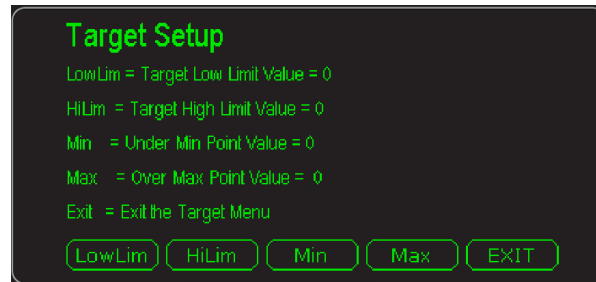 Target Setup
LowLim = Target Low Limit Value = 0
HiLim = Target High Limit Value = 0
Min = Under Min Point Value = 0
Max = Over Max Point Value = 0
Exit = Exit the Target Menu
LowLim HiLim Min Max EXIT